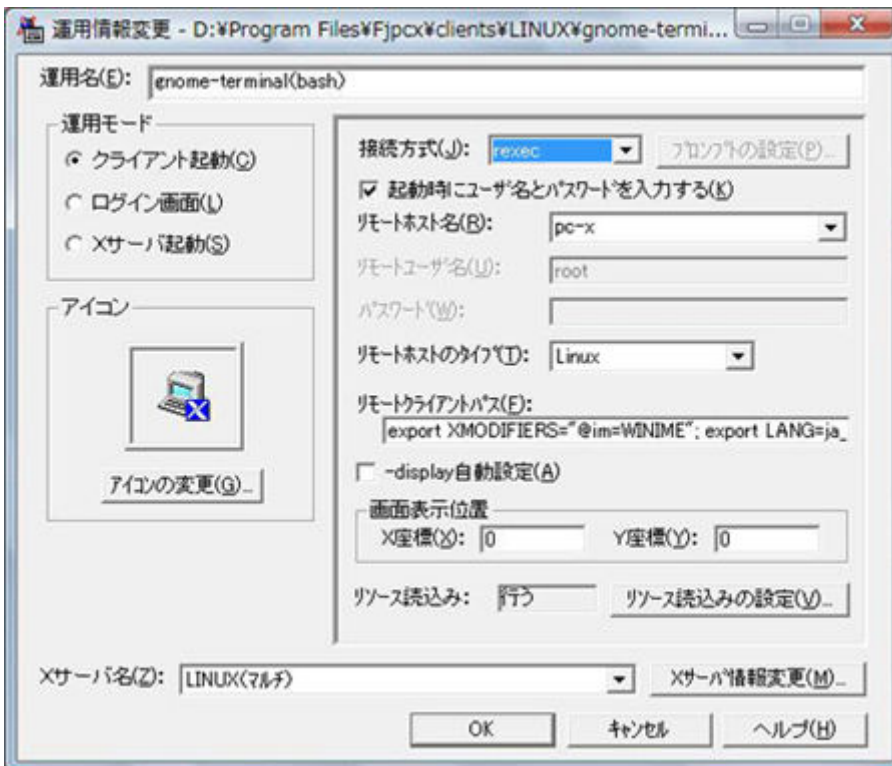 運用情報変更 - D:¥Program Files¥Fjpcx¥clients¥LINUX¥gnome-termi...
運用名(E): gnome-terminal(bash)
運用モード
クライアント起動(C)
ログイン画面(L)
Xサーバ起動(S)
アイコン
アイコンの変更(G)...
接続方式(J): rexec プロンプトの設定(P)...
起動時にユーザ名とパスワードを入力する(K)
リモートホスト名(R): pc-x
リモートユーザ名(U): root
パスワード(W):
リモートホストのタイプ(T): Linux
リモートクライアントパス(F):
export XMODIFIERS="@im=WINIME"; export LANG=ja_
-display自動設定(A)
画面表示位置
X座標(X): 0 Y座標(Y): 0
リソース読込み: 行う リソース読込みの設定(V)...
Xサーバ名(Z): LINUX(マルチ) Xサーバ情報変更(M)...
OK キャンセル ヘルプ(H)